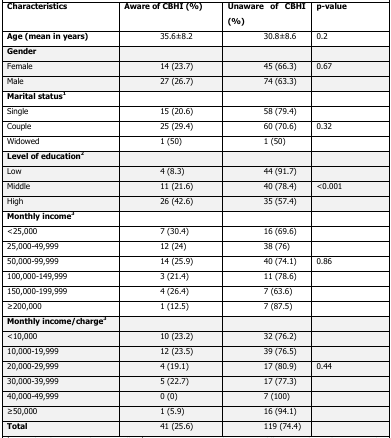 Characteristics Aware of CBHI (%) Unaware of CBHI (%) p-value
Age (mean in years) 35.6±8.2 30.8±8.6 0.2
Gender
Female 14 (23.7) 45 (66.3) 0.67
Male 27 (26.7) 74 (63.3)
Marital status¹
Single 15 (20.6) 58 (79.4)
Couple 25 (29.4) 60 (70.6) 0.32
Widowed 1 (50) 1 (50)
Level of education²
Low 4 (8.3) 44 (91.7)
Middle 11 (21.6) 40 (78.4) <0.001
High 26 (42.6) 35 (57.4)
Monthly income³
<25,000 7 (30.4) 16 (69.6)
25,000-49,999 12 (24) 38 (76)
50,000-99,999 14 (25.9) 40 (74.1) 0.86
100,000-149,999 3 (21.4) 11 (78.6)
150,000-199,999 4 (26.4) 7 (63.6)
≥200,000 1 (12.5) 7 (87.5)
Monthly income/charge³
<10,000 10 (23.2) 32 (76.2)
10,000-19,999 12 (23.5) 39 (76.5)
20,000-29,999 4 (19.1) 17 (80.9) 0.44
30,000-39,999 5 (22.7) 17 (77.3)
40,000-49,999 0 (0) 7 (100)
≥50,000 1 (5.9) 16 (94.1)
Total 41 (25.6) 119 (74.4)